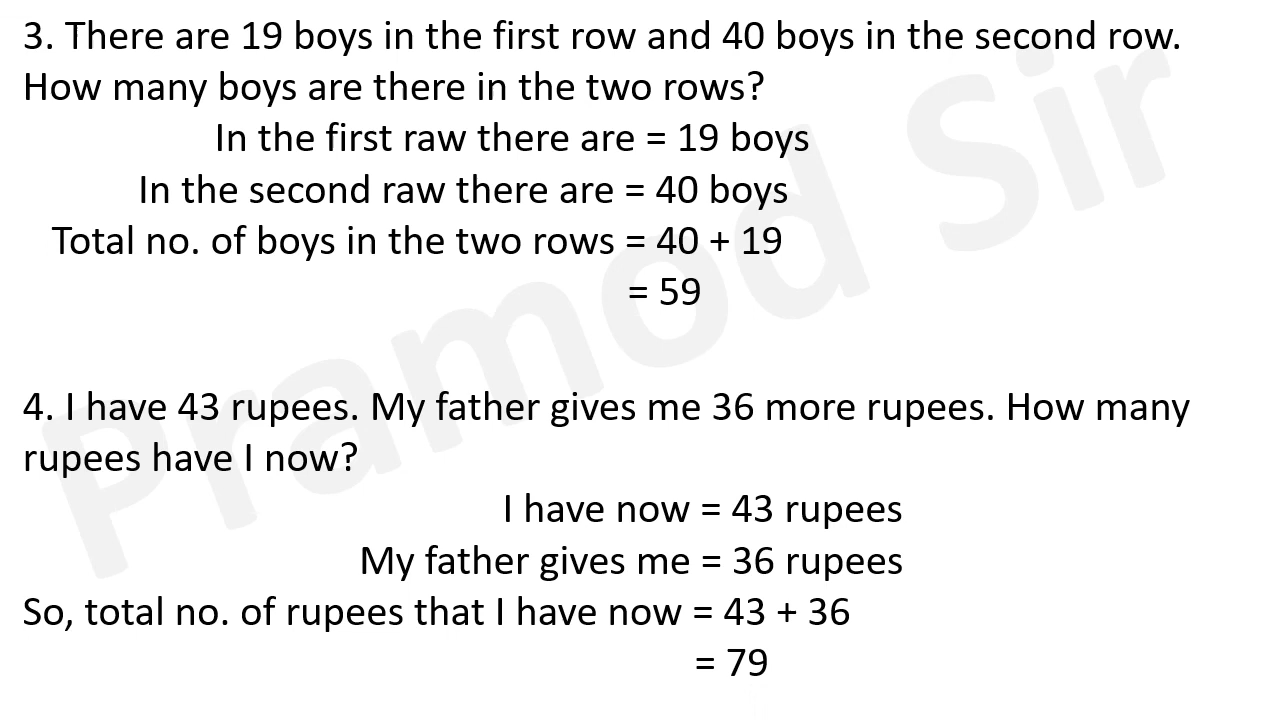 3. There are 19 boys in the first row and 40 boys in the second row.
How many boys are there in the two rows?
In the first raw there are = 19 boys
In the second raw there are = 40 boys
Total no. of boys in the two rows = 40 + 19
= 59
4. I have 43 rupees. My father gives me 36 more rupees. How many
rupees have I now?
I have now = 43 rupees
My father gives me = 36 rupees
So, total no. of rupees that I have now = 43 + 36
= 79
Pramod Sir